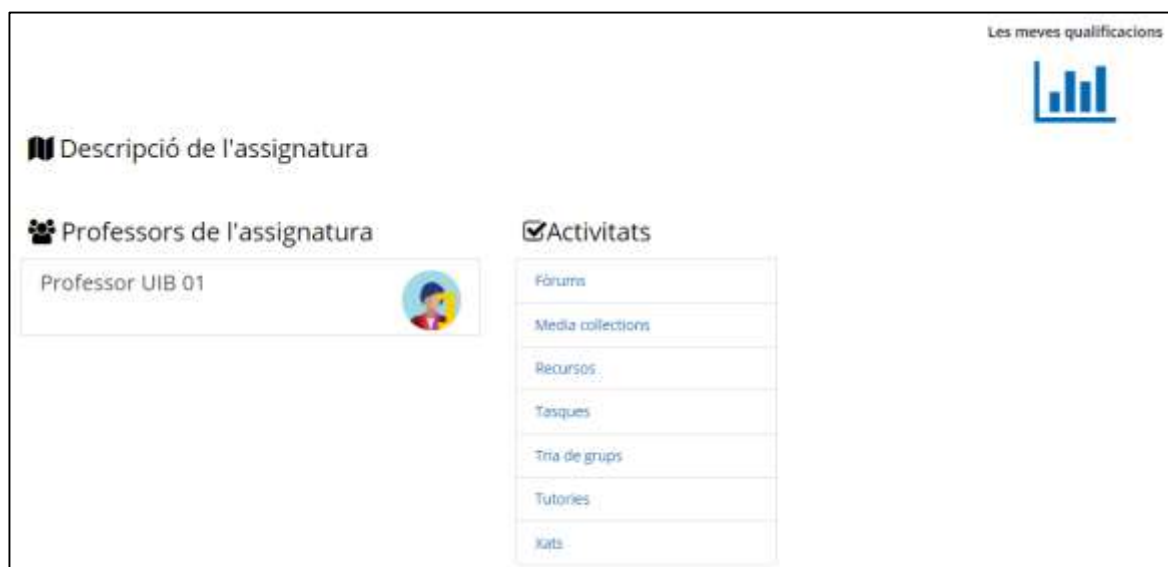 Les meves qualificacions
Descripció de l'assignatura
Professors de l'assignatura
Professor UIB 01
Activitats
Fòrums
Media collections
Recursos
Tasques
Tria de grups
Tutories
Xats